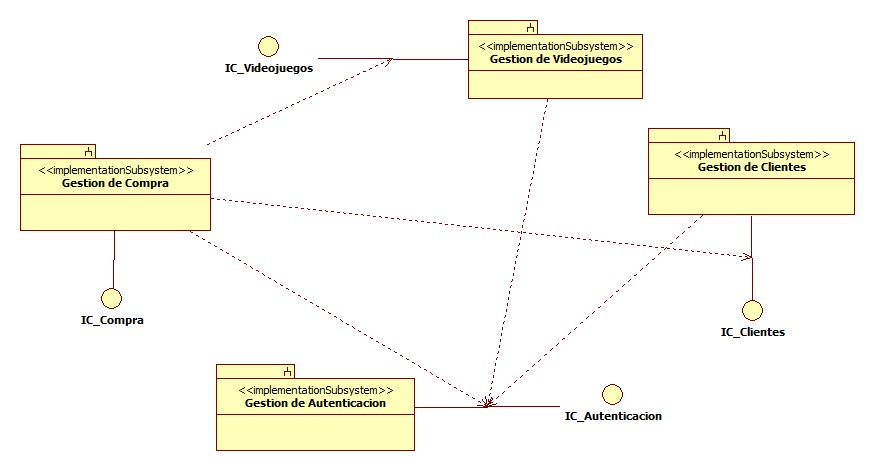 <<implementationSubsystem>>
Gestion de Videojuegos
IC_Videojuegos
<<implementationSubsystem>>
Gestion de Clientes
<<implementationSubsystem>>
Gestion de Compra
IC_Compra
IC_Clientes
<<implementationSubsystem>>
Gestion de Autenticacion
IC_Autenticacion